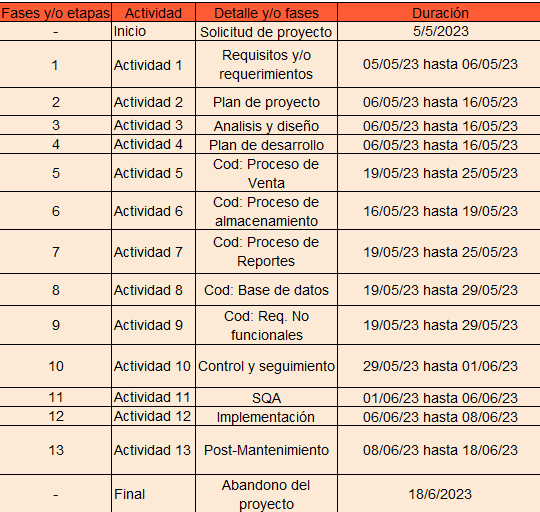 Fases y/o etapas Actividad Detalle y/o fases Duración
- Inicio Solicitud de proyecto 5/5/2023
1 Actividad 1 Requisitos y/o requerimientos 05/05/23 hasta 06/05/23
2 Actividad 2 Plan de proyecto 06/05/23 hasta 16/05/23
3 Actividad 3 Analisis y diseño 06/05/23 hasta 16/05/23
4 Actividad 4 Plan de desarrollo 06/05/23 hasta 16/05/23
5 Actividad 5 Cod: Proceso de Venta 19/05/23 hasta 25/05/23
6 Actividad 6 Cod: Proceso de almacenamiento 16/05/23 hasta 19/05/23
7 Actividad 7 Cod: Proceso de Reportes 19/05/23 hasta 25/05/23
8 Actividad 8 Cod: Base de datos 19/05/23 hasta 29/05/23
9 Actividad 9 Cod: Req. No funcionales 19/05/23 hasta 29/05/23
10 Actividad 10 Control y seguimiento 29/05/23 hasta 01/06/23
11 Actividad 11 SQA 01/06/23 hasta 06/06/23
12 Actividad 12 Implementación 06/06/23 hasta 08/06/23
13 Actividad 13 Post-Mantenimiento 08/06/23 hasta 18/06/23
- Final Abandono del proyecto 18/6/2023